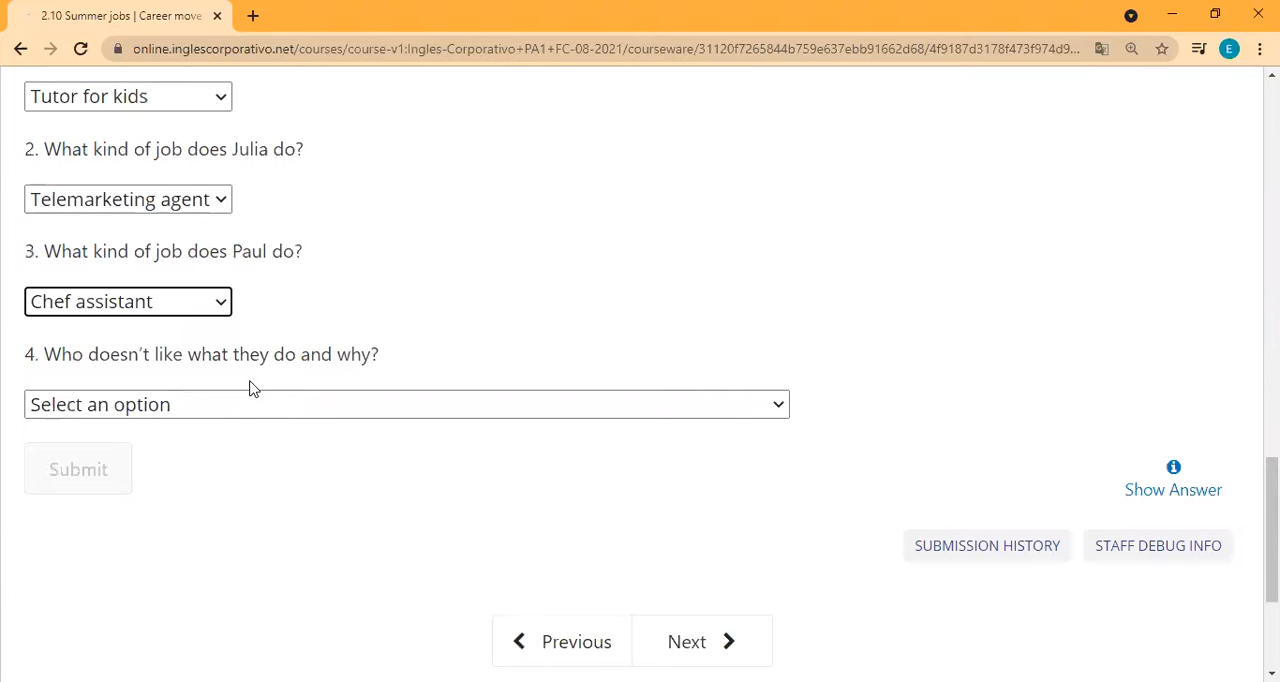 2.10 Summer jobs | Career move
online.inglescorporativo.net/courses/course-v1:Ingles-Corporativo+PA1+FC-08-2021/courseware/31120f7265844b759e637ebb91662d68/4f9187d3178f473f974d9...
E
Tutor for kids
2. What kind of job does Julia do?
Telemarketing agent
3. What kind of job does Paul do?
Chef assistant
4. Who doesn't like what they do and why?
Select an option
Submit
Show Answer
SUBMISSION HISTORY
STAFF DEBUG INFO
Previous
Next